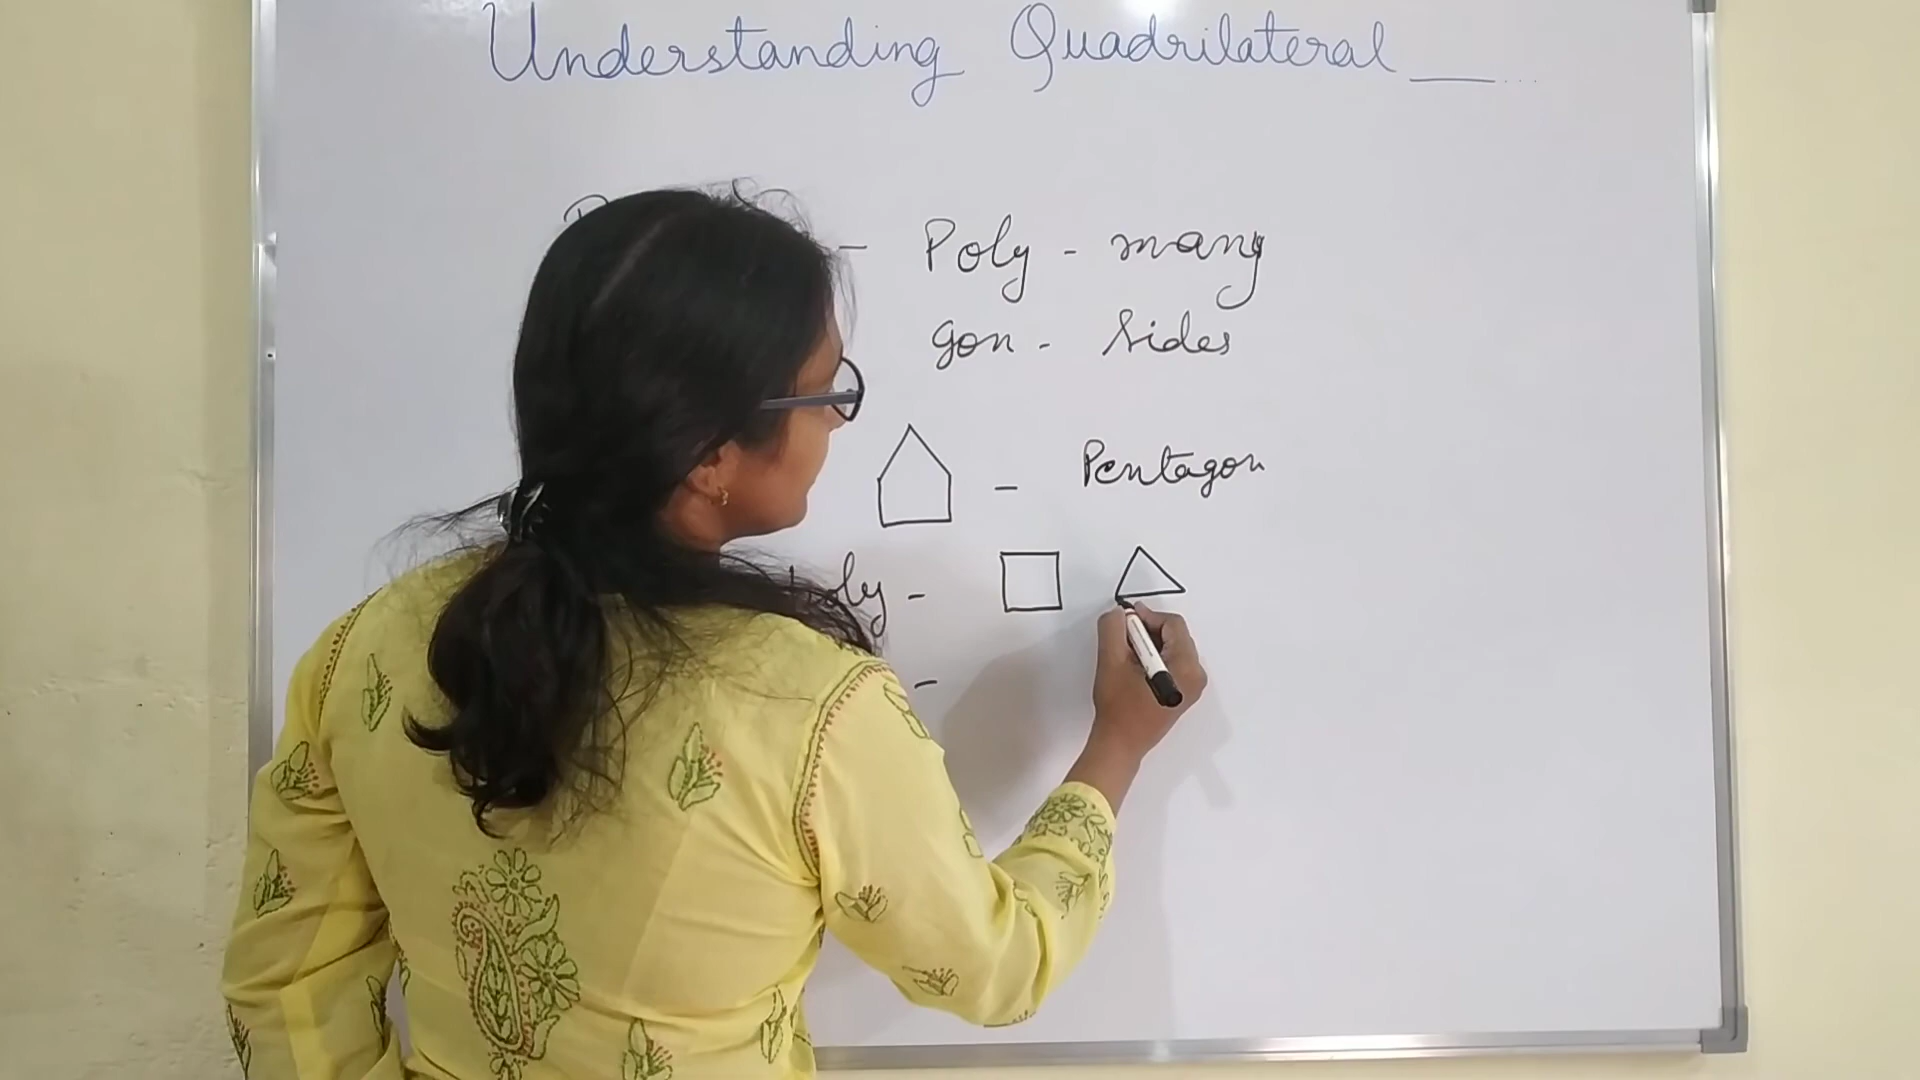 Understanding Quadrilateral
- Poly - many
gon - Sides
- Pentagon
-
-